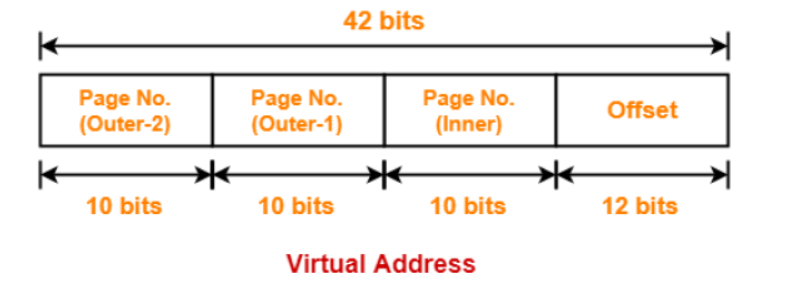 42 bits
Page No.
(Outer-2)
Page No.
(Outer-1)
Page No.
(Inner)
Offset
10 bits
10 bits
10 bits
12 bits
Virtual Address